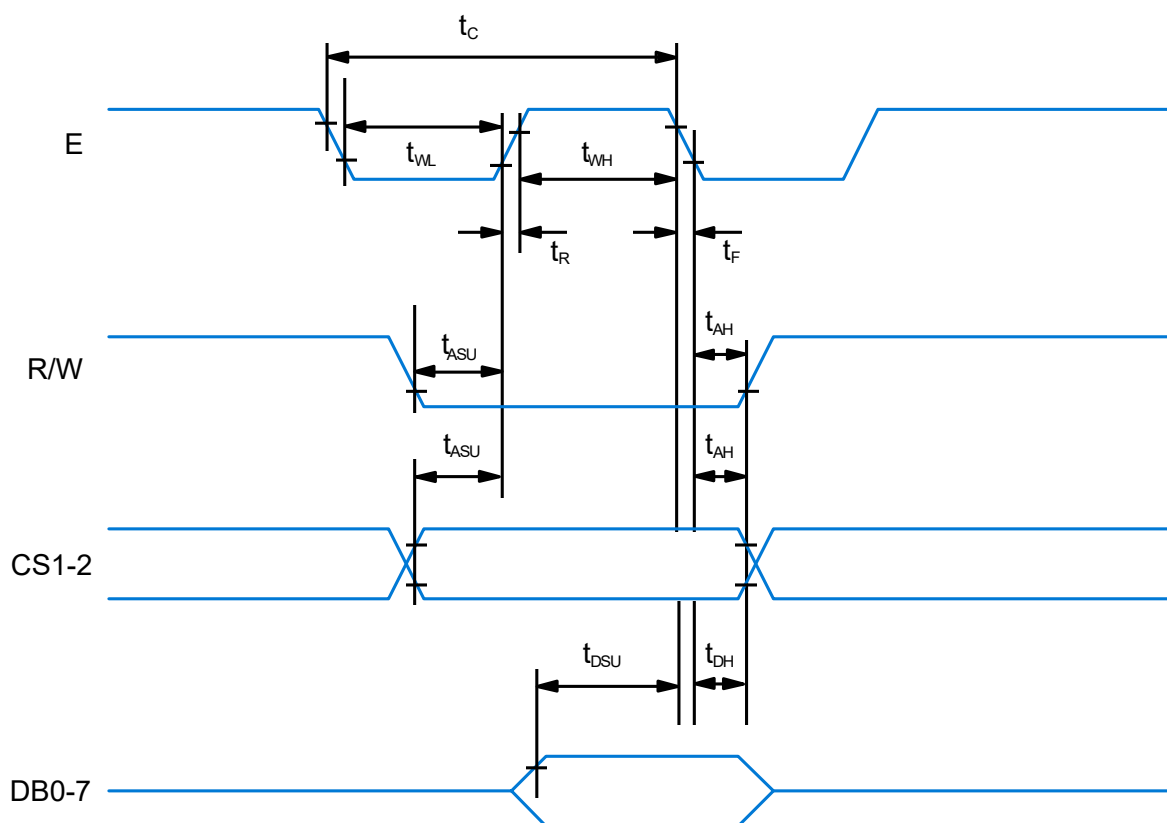 tC
E
tWL
tWH
tR
tF
tAH
R/W
tASU
tASU
tAH
CS1-2
tDSU
tDH
DB0-7